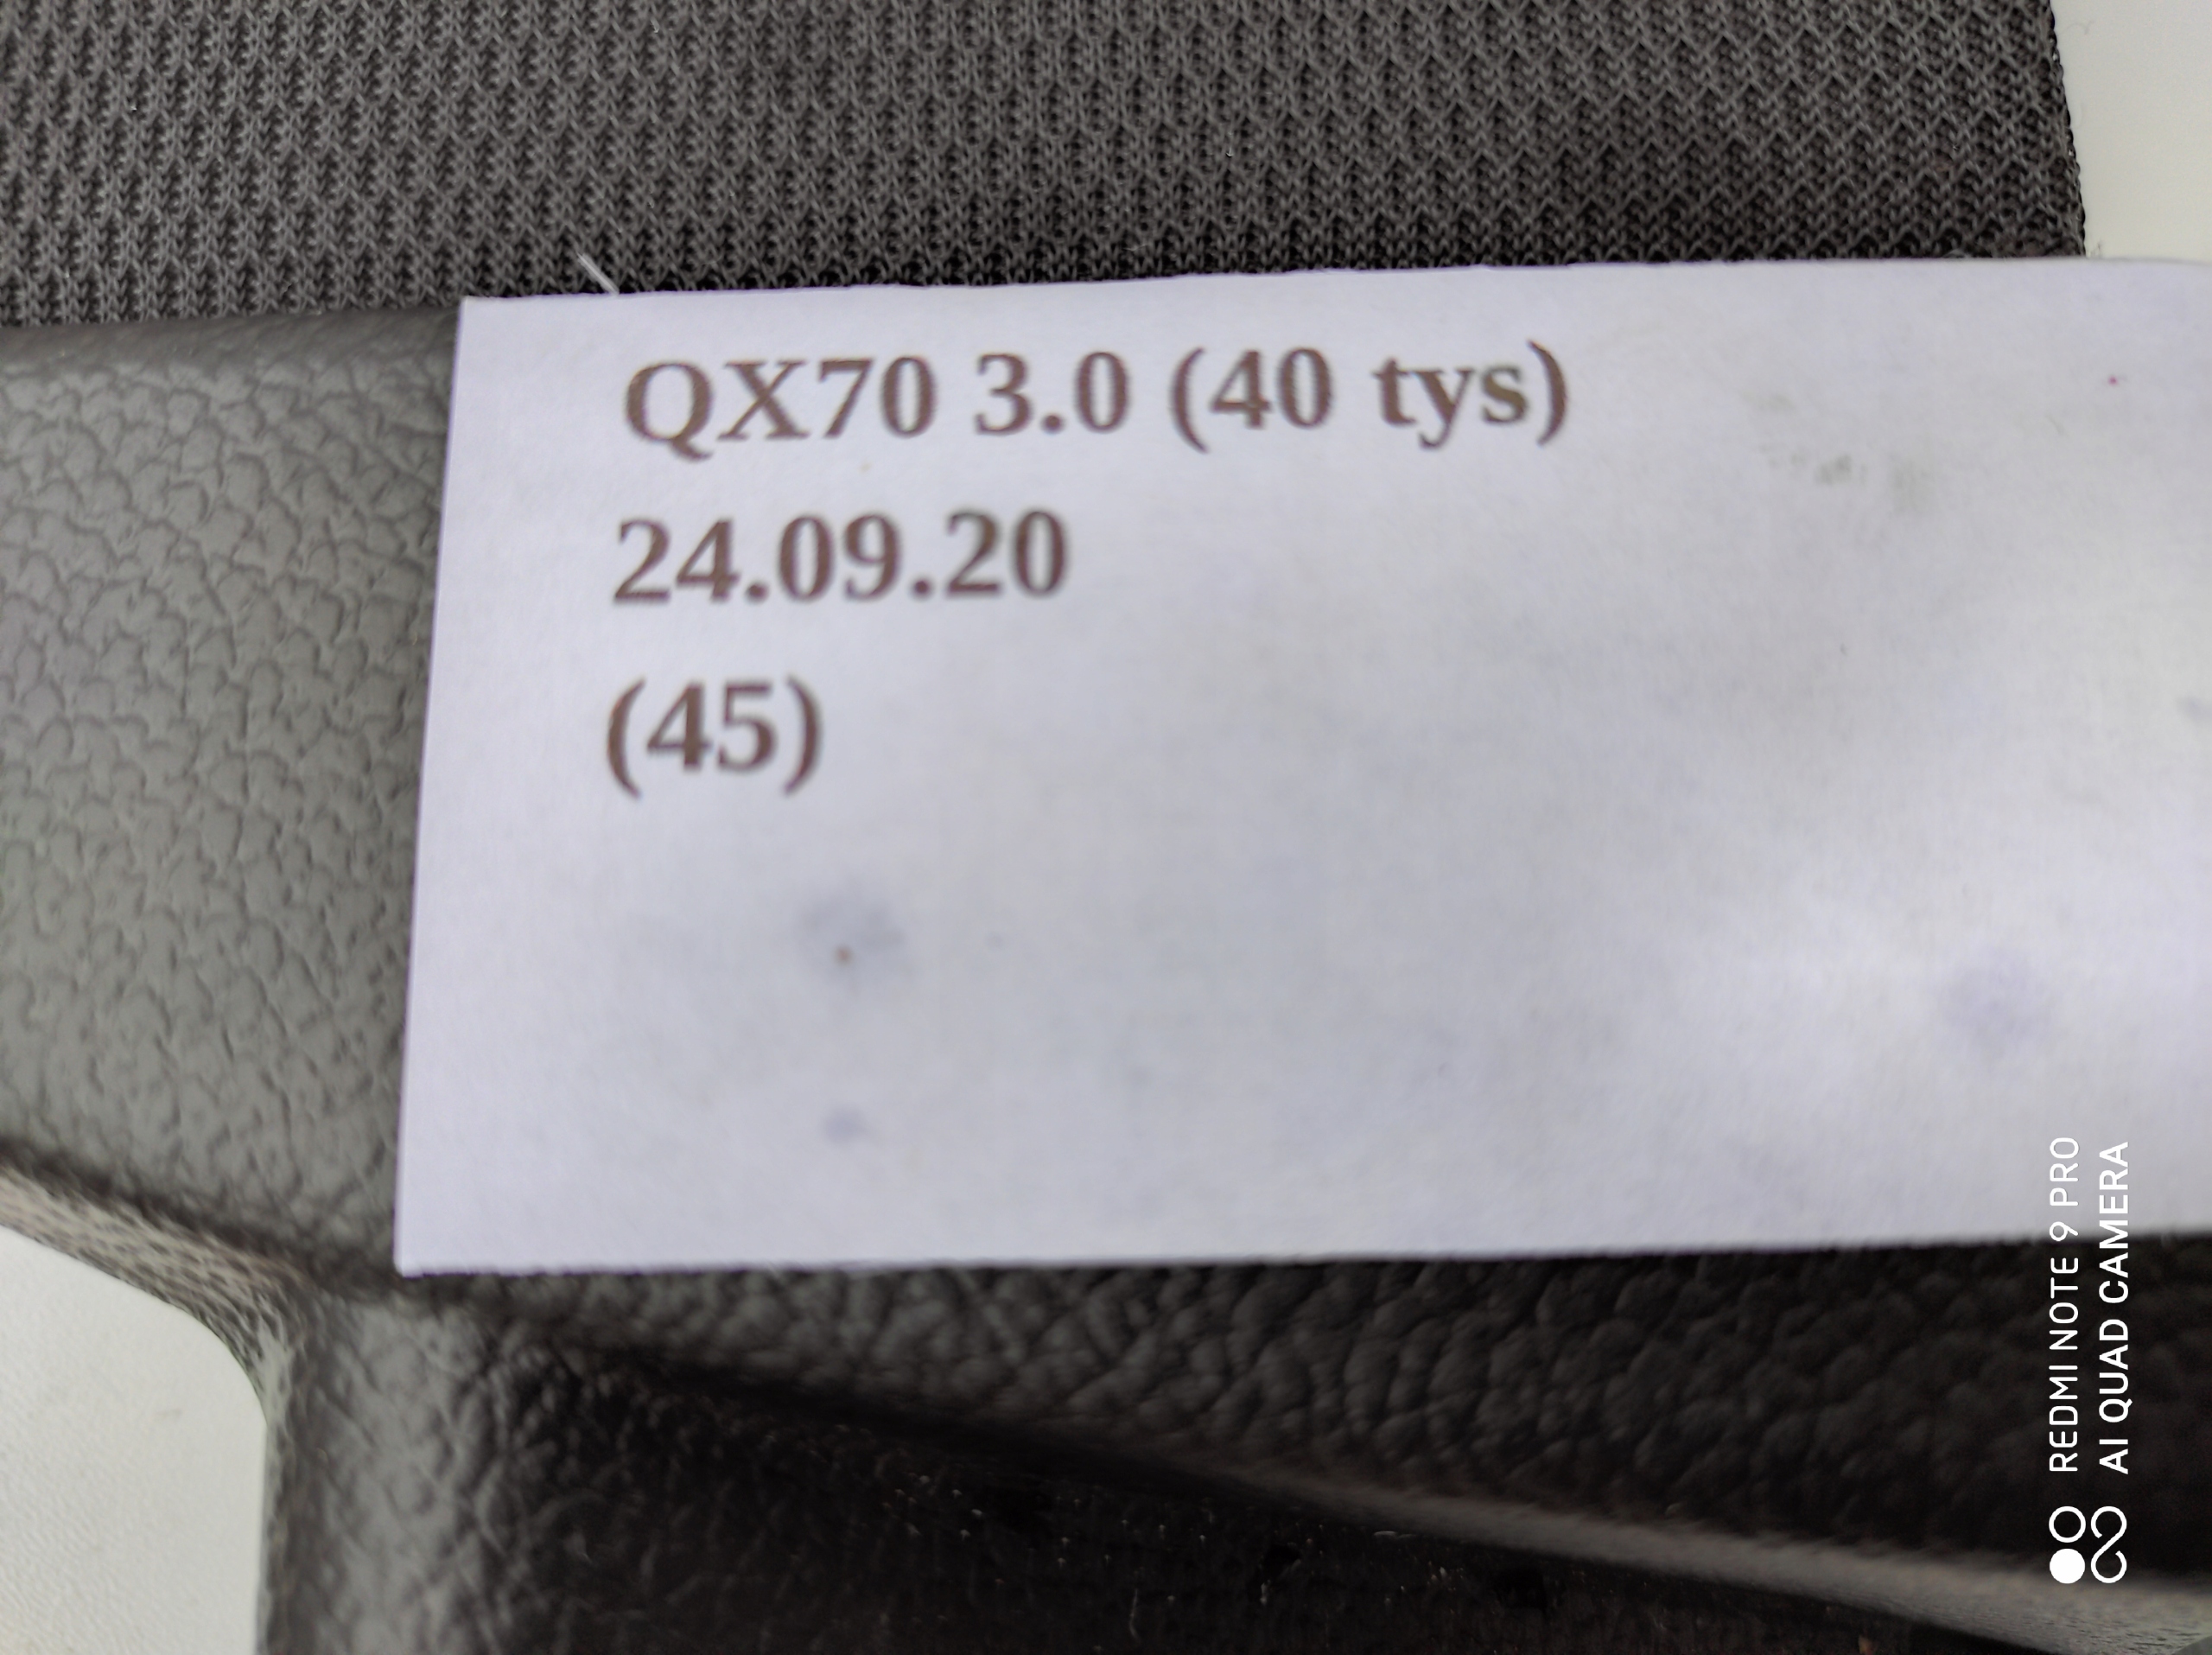 QX70 3.0 (40 tys)
24.09.20
(45)
REDMI NOTE 9 PRO
AI QUAD CAMERA